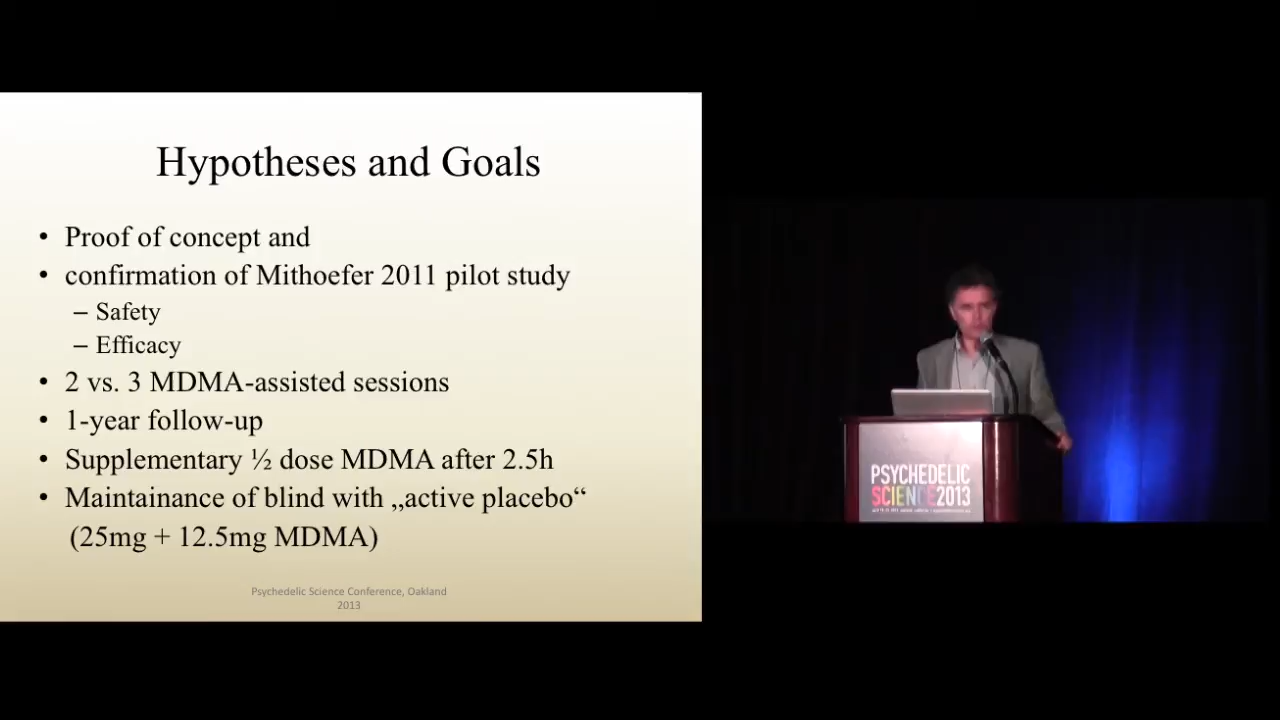 Hypotheses and Goals
• Proof of concept and
• confirmation of Mithoefer 2011 pilot study
– Safety
– Efficacy
• 2 vs. 3 MDMA-assisted sessions
• 1-year follow-up
• Supplementary ½ dose MDMA after 2.5h
• Maintainance of blind with „active placebo“
(25mg + 12.5mg MDMA)
Psychedelic Science Conference, Oakland
2013
PSYCHEDELIC
SCIENCE2013